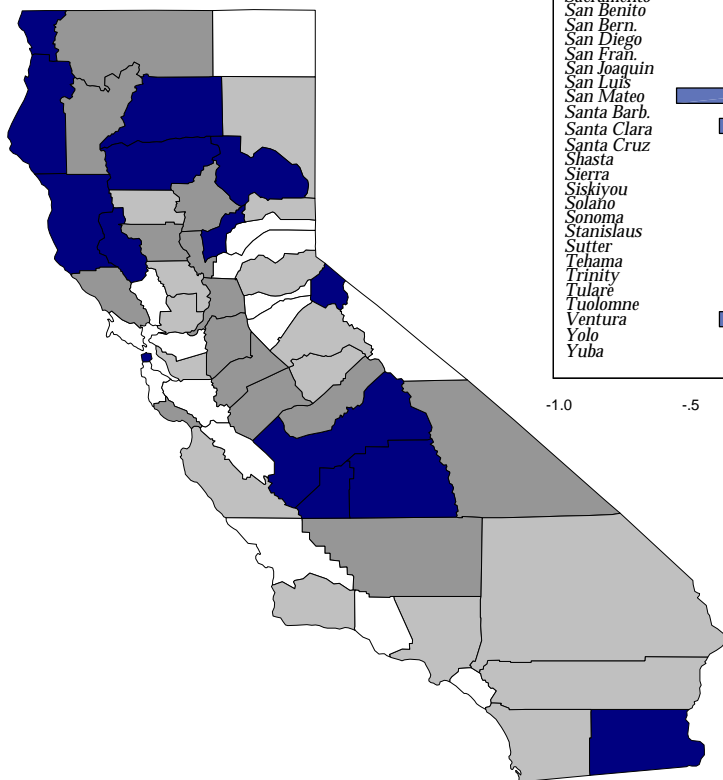 Sacramento
San Benito
San Bern.
San Diego
San Fran.
San Joaquin
San Luis
San Mateo
Santa Barb.
Santa Clara
Santa Cruz
Shasta
Sierra
Siskiyou
Solano
Sonoma
Stanislaus
Sutter
Tehama
Trinity
Tulare
Tuolomne
Ventura
Yolo
Yuba
-1.0 -.5